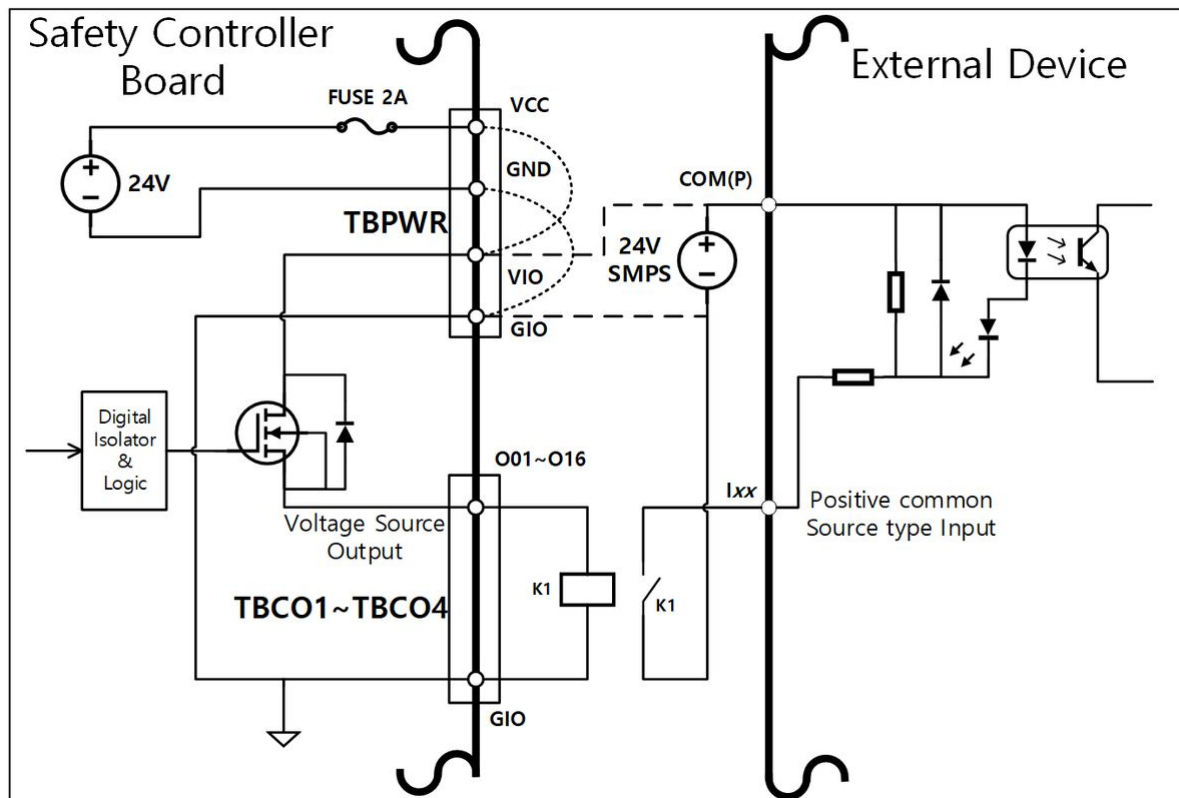 Safety Controller
Board
External Device
FUSE 2A
VCC
GND
24V
+
−
TBPWR
COM(P)
24V
SMPS
+
−
VIO
GIO
Digital
Isolator
&
Logic
O01~O16
Voltage Source
Output
Ixx
Positive common
Source type Input
K1
K1
TBCO1~TBCO4
GIO